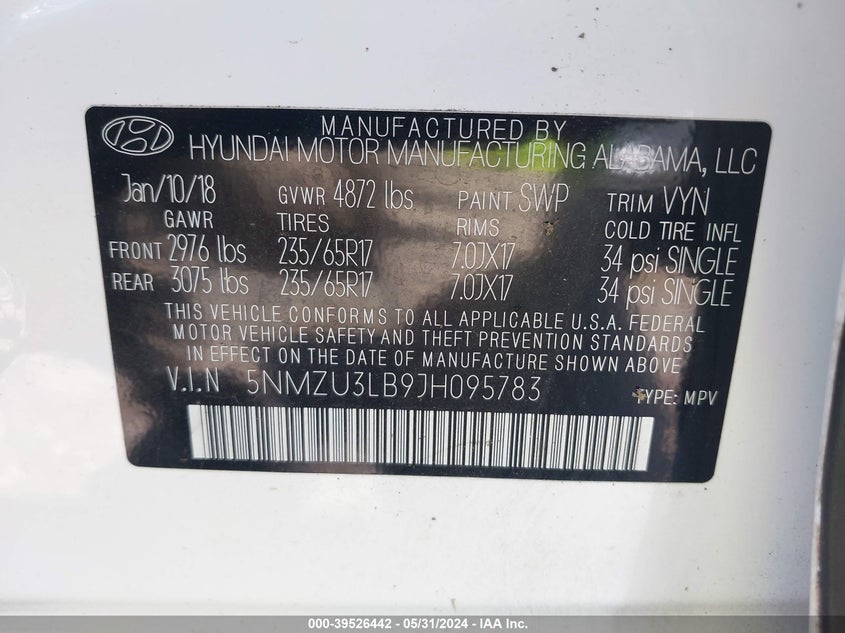 MANUFACTURED BY
HYUNDAI MOTOR MANUFACTURING ALABAMA, LLC
Jan/10/18 GVWR 4872 lbs PAINT SWP TRIM VYN
GAWR TIRES RIMS COLD TIRE INFL
FRONT 2976 lbs 235/65R17 7.0JX17 34 psi SINGLE
REAR 3075 lbs 235/65R17 7.0JX17 34 psi SINGLE
THIS VEHICLE CONFORMS TO ALL APPLICABLE U.S.A. FEDERAL
MOTOR VEHICLE SAFETY AND THEFT PREVENTION STANDARDS
IN EFFECT ON THE DATE OF MANUFACTURE SHOWN ABOVE
V.I.N 5NMZU3LB9JH095783 TYPE: MPV
000-39526442 - 05/31/2024 - IAA Inc.